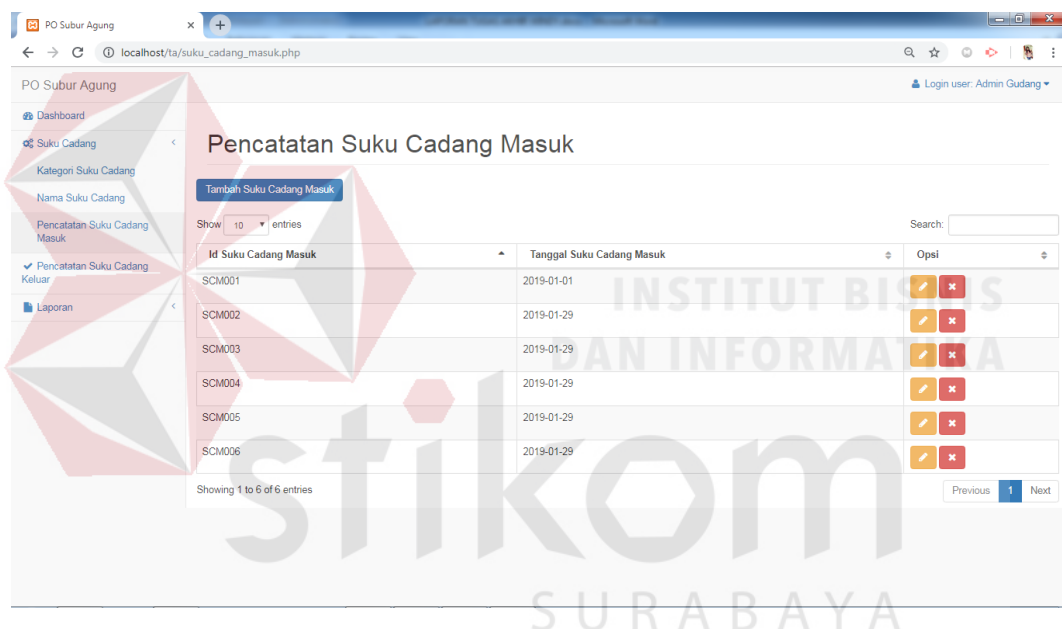 PO Subur Agung
localhost/ta/suku_cadang_masuk.php
PO Subur Agung
Login user: Admin Gudang
Dashboard
Suku Cadang
Kategori Suku Cadang
Nama Suku Cadang
Pencatatan Suku Cadang
Masuk
Pencatatan Suku Cadang
Keluar
Laporan
Pencatatan Suku Cadang Masuk
Tambah Suku Cadang Masuk
Show 10 entries
Search:
Id Suku Cadang Masuk Tanggal Suku Cadang Masuk Opsi
SCM001 2019-01-01
SCM002 2019-01-29
SCM003 2019-01-29
SCM004 2019-01-29
SCM005 2019-01-29
SCM006 2019-01-29
Showing 1 to 6 of 6 entries
Previous 1 Next
INSTITUT BISNIS
DAN INFORMATIKA
stikom
SURABAYA